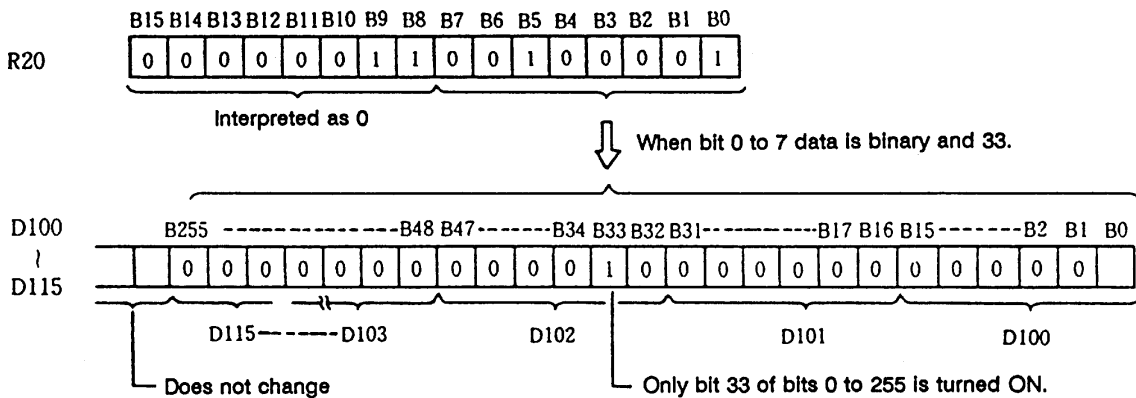 B15 B14 B13 B12 B11 B10 B9 B8 B7 B6 B5 B4 B3 B2 B1 B0
R20 0 0 0 0 0 0 1 1 0 0 1 0 0 0 0 1
Interpreted as 0
When bit 0 to 7 data is binary and 33.
D100 B255 --------------- B48 B47 ------ B34 B33 B32 B31 ----------- B17 B16 B15 ------- B2 B1 B0
~
D115 0 0 0 0 0 0 0 0 0 0 0 1 0 0 0 0 0 0 0 0 0 0 0 0
D115 -------- D103 D102 D101 D100
Does not change
Only bit 33 of bits 0 to 255 is turned ON.